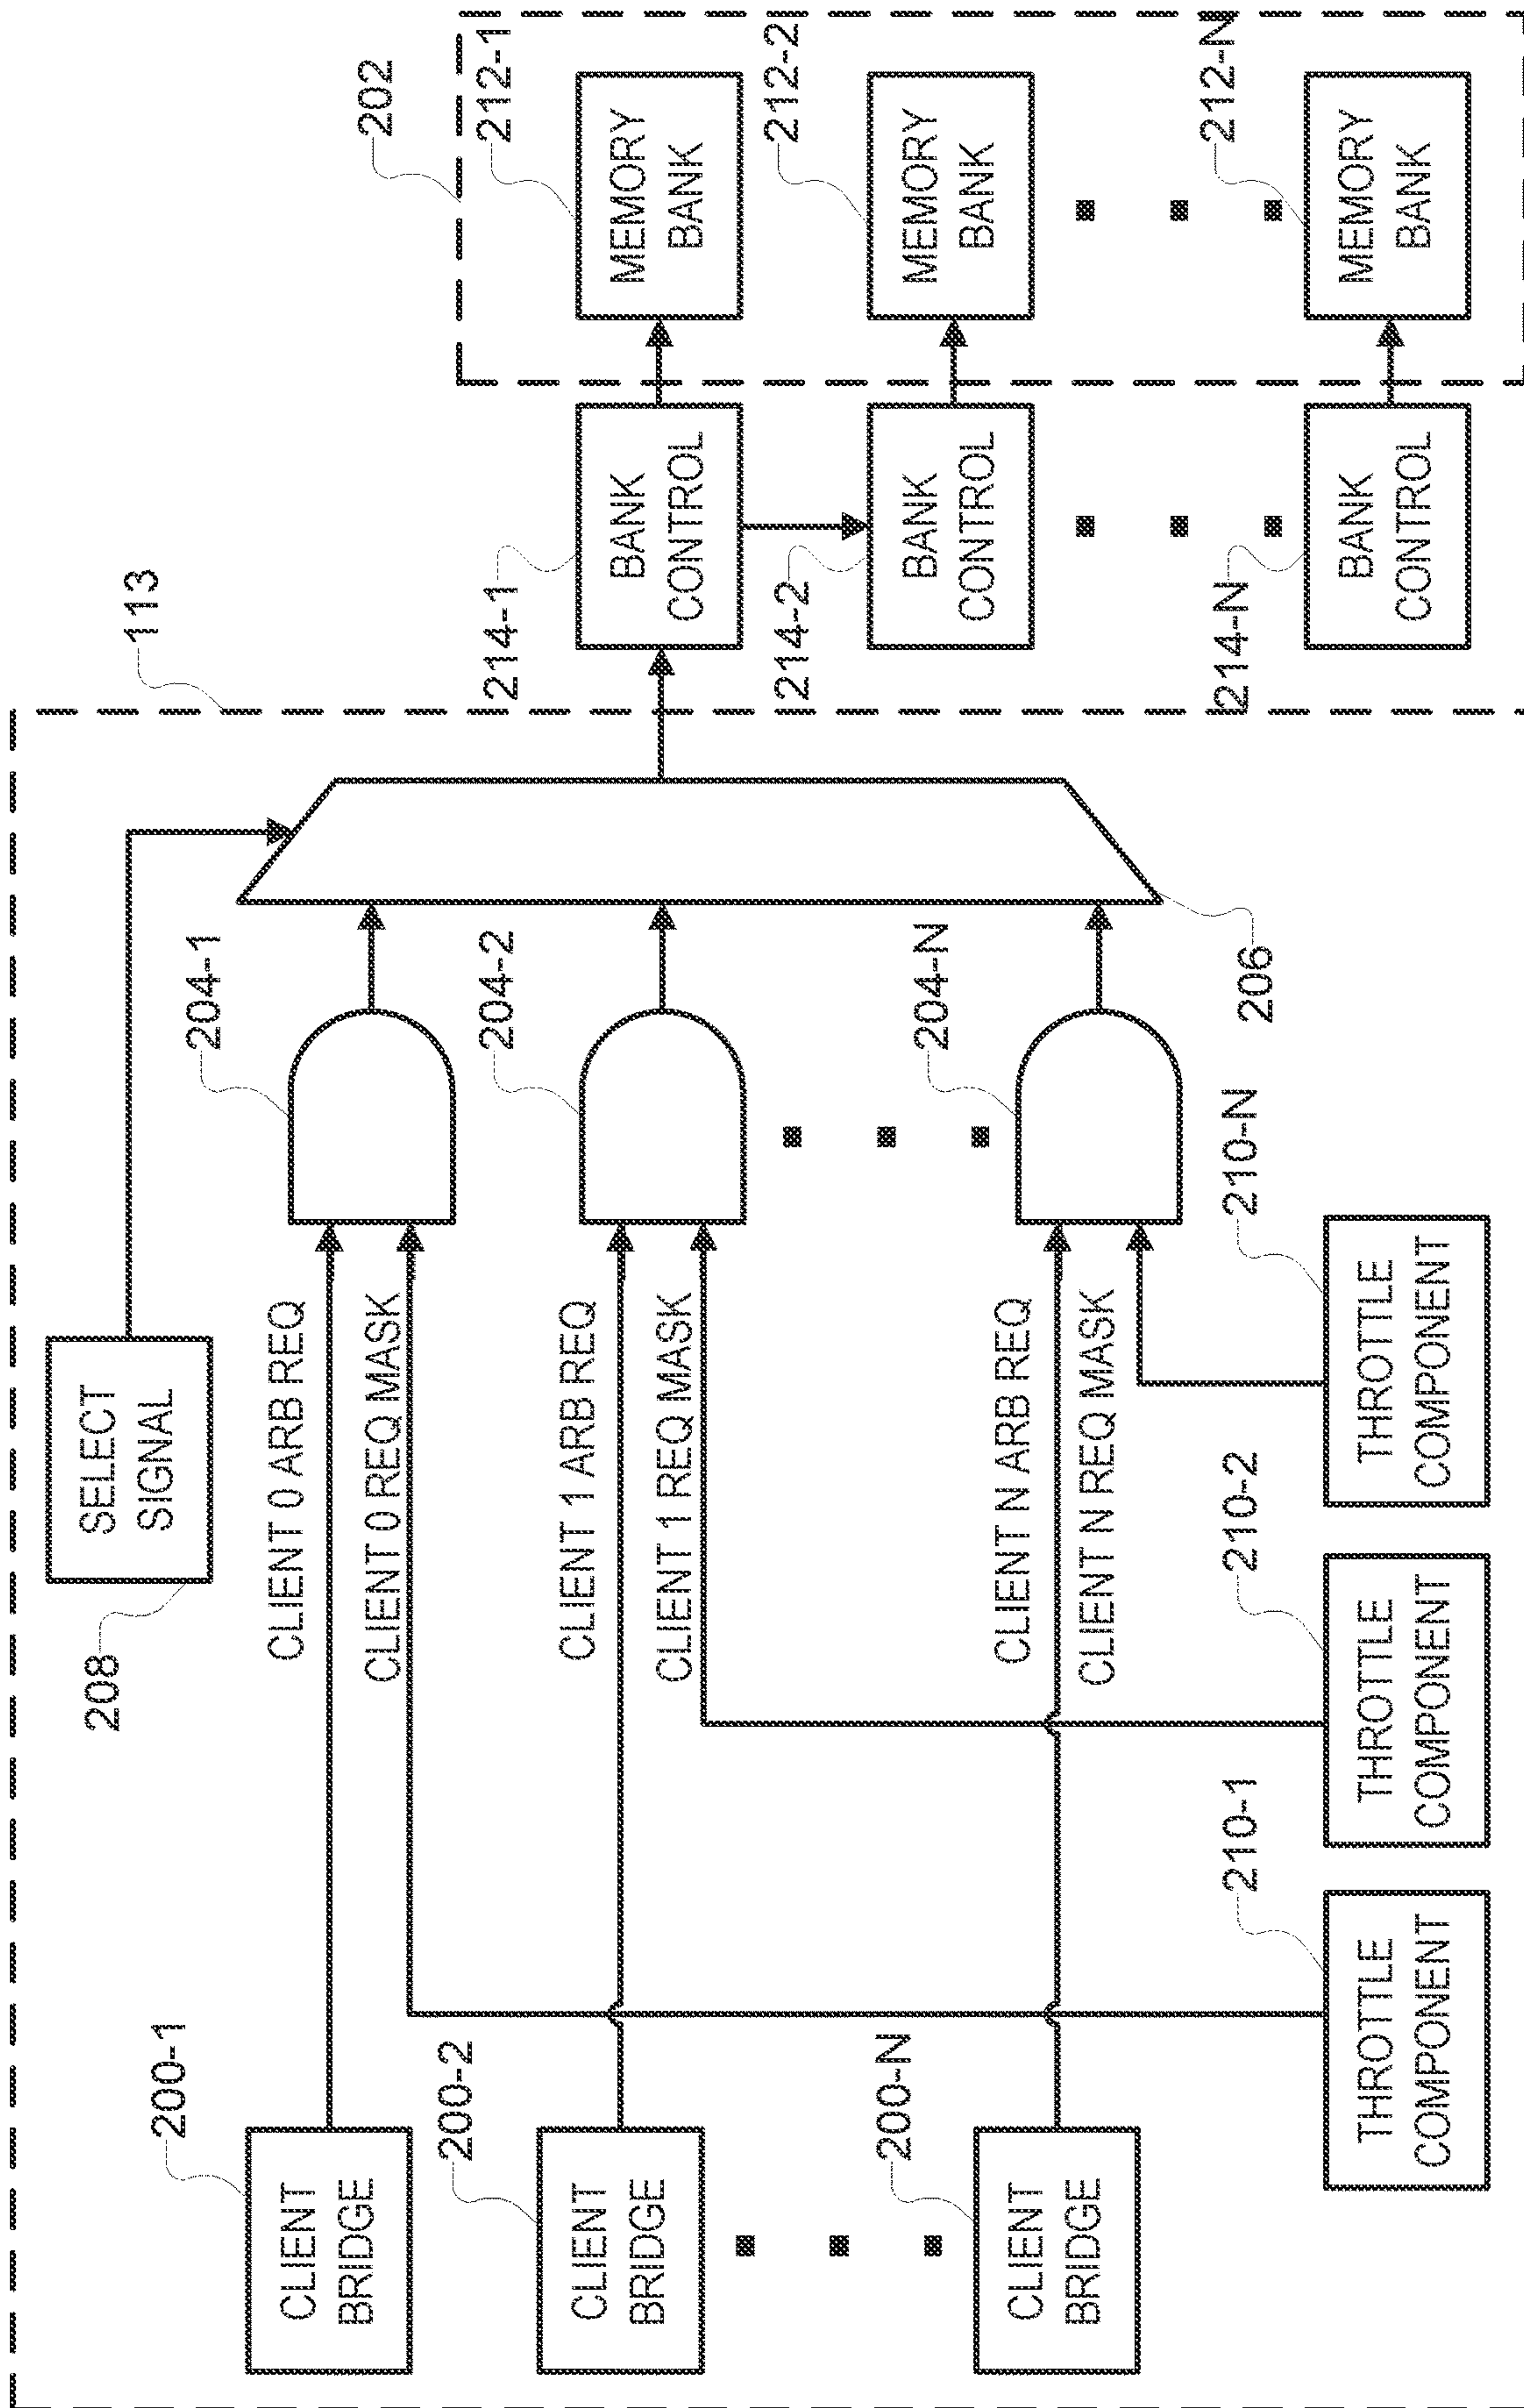 113
202
SELECT
SIGNAL
208
200-1
CLIENT
BRIDGE
CLIENT 0 ARB REQ
CLIENT 0 REQ MASK
204-1
200-2
CLIENT
BRIDGE
CLIENT 1 ARB REQ
CLIENT 1 REQ MASK
204-2
200-N
CLIENT
BRIDGE
CLIENT N ARB REQ
CLIENT N REQ MASK
204-N
206
210-1
THROTTLE
COMPONENT
210-2
THROTTLE
COMPONENT
210-N
THROTTLE
COMPONENT
214-1
BANK
CONTROL
212-1
MEMORY
BANK
214-2
BANK
CONTROL
212-2
MEMORY
BANK
214-N
BANK
CONTROL
212-N
MEMORY
BANK